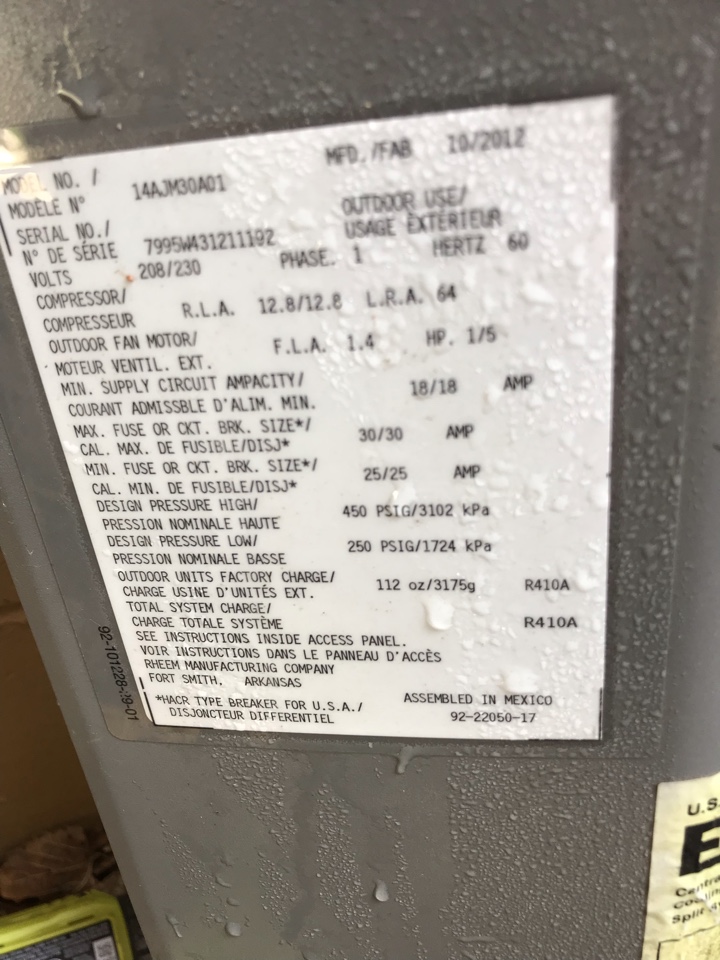 MFD./FAB 10/2012
MODEL NO. /
MODÈLE N° 14AJM30A01
OUTDOOR USE/
SERIAL NO./
USAGE EXTÉRIEUR
N° DE SÉRIE 7995W431211192
VOLTS 208/230 PHASE. 1 HERTZ 60
COMPRESSOR/
COMPRESSEUR R.L.A. 12.8/12.8 L.R.A. 64
OUTDOOR FAN MOTOR/
MOTEUR VENTIL. EXT. F.L.A. 1.4 HP. 1/5
MIN. SUPPLY CIRCUIT AMPACITY/ 18/18 AMP
COURANT ADMISSBLE D'ALIM. MIN.
MAX. FUSE OR CKT. BRK. SIZE*/ 30/30 AMP
CAL. MAX. DE FUSIBLE/DISJ*
MIN. FUSE OR CKT. BRK. SIZE*/ 25/25 AMP
CAL. MIN. DE FUSIBLE/DISJ*
DESIGN PRESSURE HIGH/ 450 PSIG/3102 kPa
PRESSION NOMINALE HAUTE
DESIGN PRESSURE LOW/ 250 PSIG/1724 kPa
PRESSION NOMINALE BASSE
OUTDOOR UNITS FACTORY CHARGE/ 112 oz/3175g R410A
CHARGE USINE D'UNITÉS EXT.
TOTAL SYSTEM CHARGE/
CHARGE TOTALE SYSTÈME R410A
SEE INSTRUCTIONS INSIDE ACCESS PANEL.
VOIR INSTRUCTIONS DANS LE PANNEAU D'ACCÈS
RHEEM MANUFACTURING COMPANY
FORT SMITH. ARKANSAS
*HACR TYPE BREAKER FOR U.S.A./ ASSEMBLED IN MEXICO
DISJONCTEUR DIFFERENTIEL 92-22050-17
U.S.
E
Split